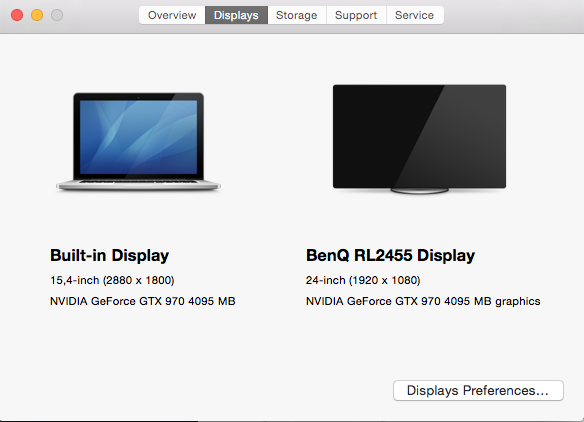 Overview Displays Storage Support Service
Built-in Display
15,4-inch (2880 x 1800)
NVIDIA GeForce GTX 970 4095 MB
BenQ RL2455 Display
24-inch (1920 x 1080)
NVIDIA GeForce GTX 970 4095 MB graphics
Displays Preferences...